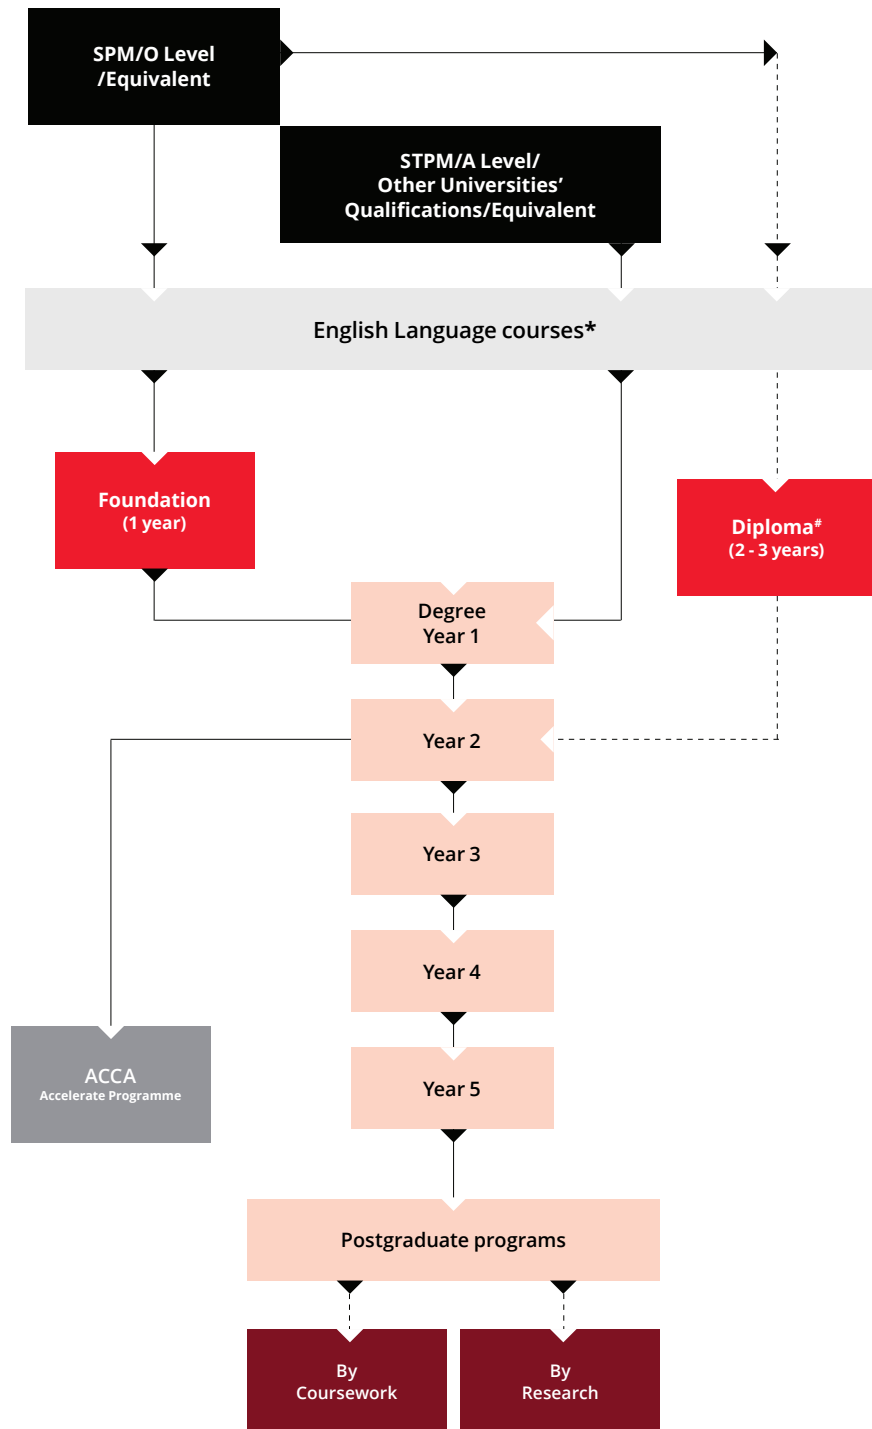 SPM/O Level
/Equivalent
STPM/A Level/
Other Universities’
Qualifications/Equivalent
English Language courses*
Foundation
(1 year)
Diploma#
(2 - 3 years)
Degree
Year 1
Year 2
Year 3
Year 4
ACCA
Accelerate Programme
Year 5
Postgraduate programs
By
Coursework
By
Research